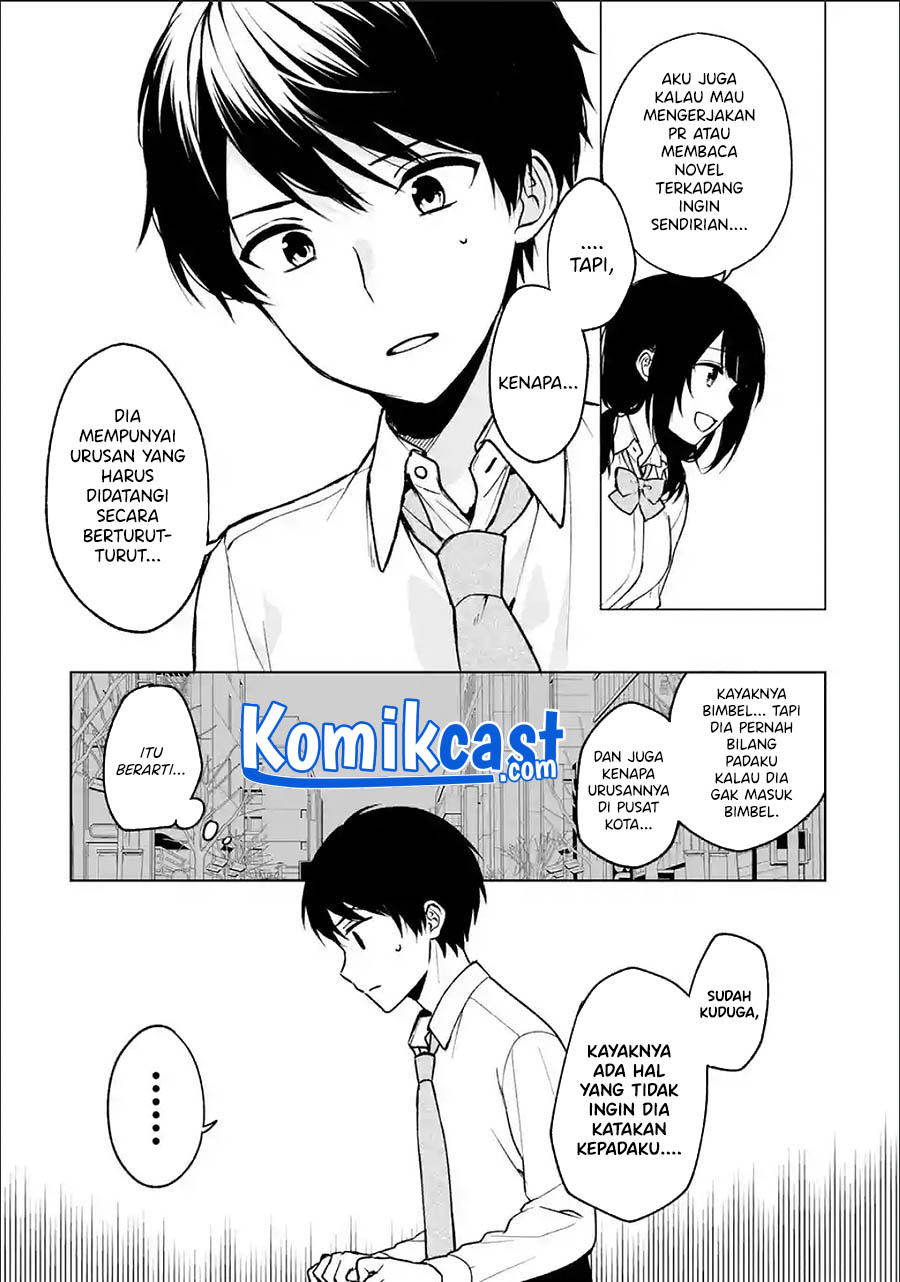 AKU JUGA
KALAU MAU
MENGERJAKAN
PR ATAU
MEMBACA
NOVEL
TERKADANG
INGIN
SENDIRIAN....
....
TAPI,
KENAPA...
DIA
MEMPUNYAI
URUSAN YANG
HARUS
DIDATANGI
SECARA
BERTURUT-
TURUT...
KAYAKNYA
BIMBEL... TAPI
DIA PERNAH
BILANG
PADAKU
KALAU DIA
GAK MASUK
BIMBEL.
DAN JUGA
KENAPA
URUSANNYA
DI PUSAT
KOTA...
Komikcast
.com
ITU
BERARTI...
SUDAH
KUDUGA,
KAYAKNYA
ADA HAL
YANG TIDAK
INGIN DIA
KATAKAN
KEPADAKU....
......